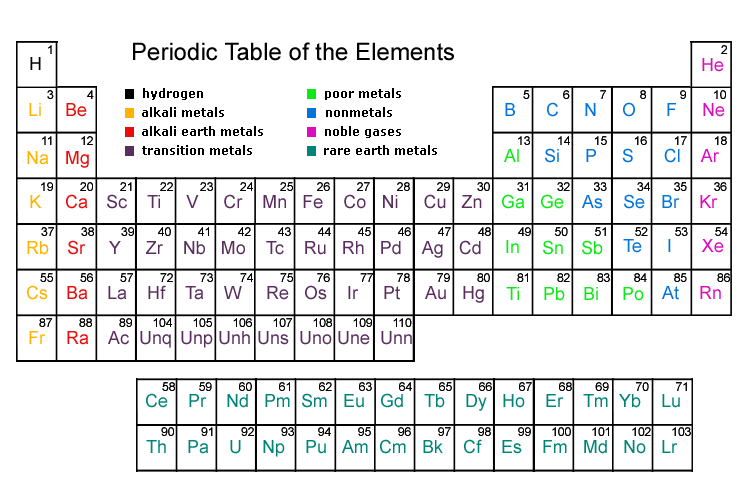 Periodic Table of the Elements
1 2
H He
hydrogen poor metals
alkali metals nonmetals
alkali earth metals noble gases
transition metals rare earth metals
3 4 5 6 7 8 9 10
Li Be B C N O F Ne
11 12 13 14 15 16 17 18
Na Mg Al Si P S Cl Ar
19 20 21 22 23 24 25 26 27 28 29 30 31 32 33 34 35 36
K Ca Sc Ti V Cr Mn Fe Co Ni Cu Zn Ga Ge As Se Br Kr
37 38 39 40 41 42 43 44 45 46 47 48 49 50 51 52 53 54
Rb Sr Y Zr Nb Mo Tc Ru Rh Pd Ag Cd In Sn Sb Te I Xe
55 56 57 72 73 74 75 76 77 78 79 80 81 82 83 84 85 86
Cs Ba La Hf Ta W Re Os Ir Pt Au Hg Ti Pb Bi Po At Rn
87 88 89 104 105 106 107 108 109 110
Fr Ra Ac Unq Unp Unh Uns Uno Une Unn
58 59 60 61 62 63 64 65 66 67 68 69 70 71
Ce Pr Nd Pm Sm Eu Gd Tb Dy Ho Er Tm Yb Lu
90 91 92 93 94 95 96 97 98 99 100 101 102 103
Th Pa U Np Pu Am Cm Bk Cf Es Fm Md No Lr